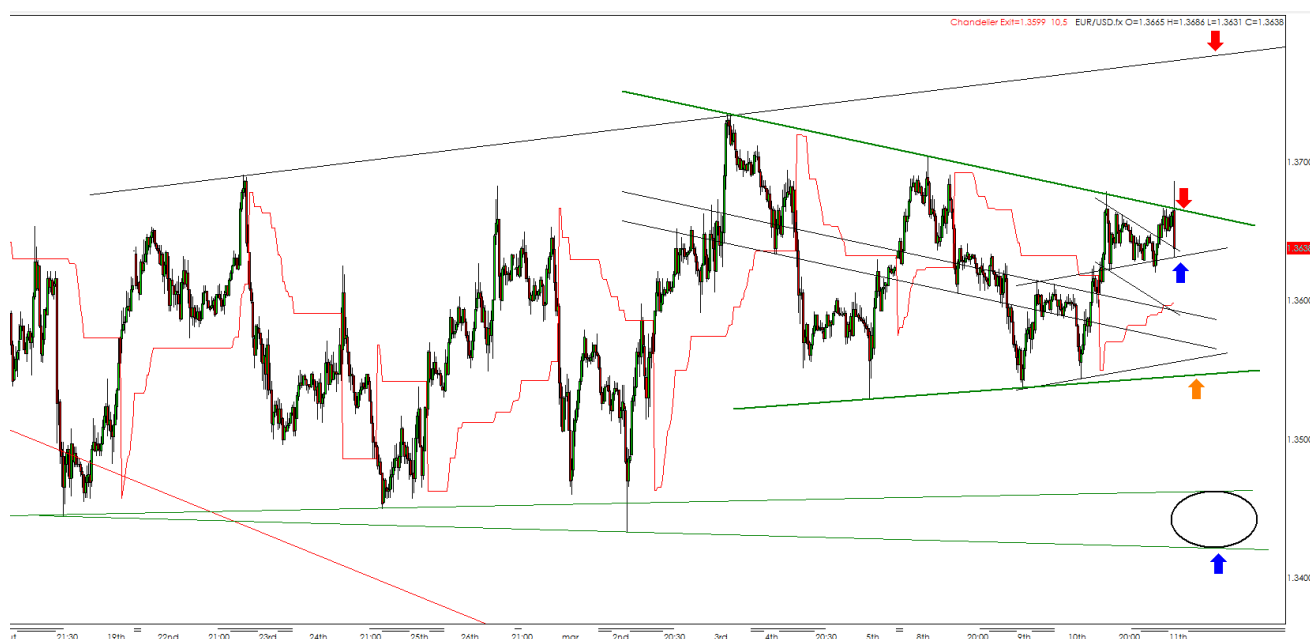 Chandelier Exit=1.3599 10,5 EUR/USD.fx O=1.3665 H=1.3686 L=1.3631 C=1.3638
1.3700
1.3638
1.3600
1.3500
1.3400
21:30 19th 22nd 21:00 23rd 24th 21:00 25th 26th 21:00 mar 2nd 20:30 3rd 4th 20:30 5th 8th 20:00 9th 10th 20:00 11th